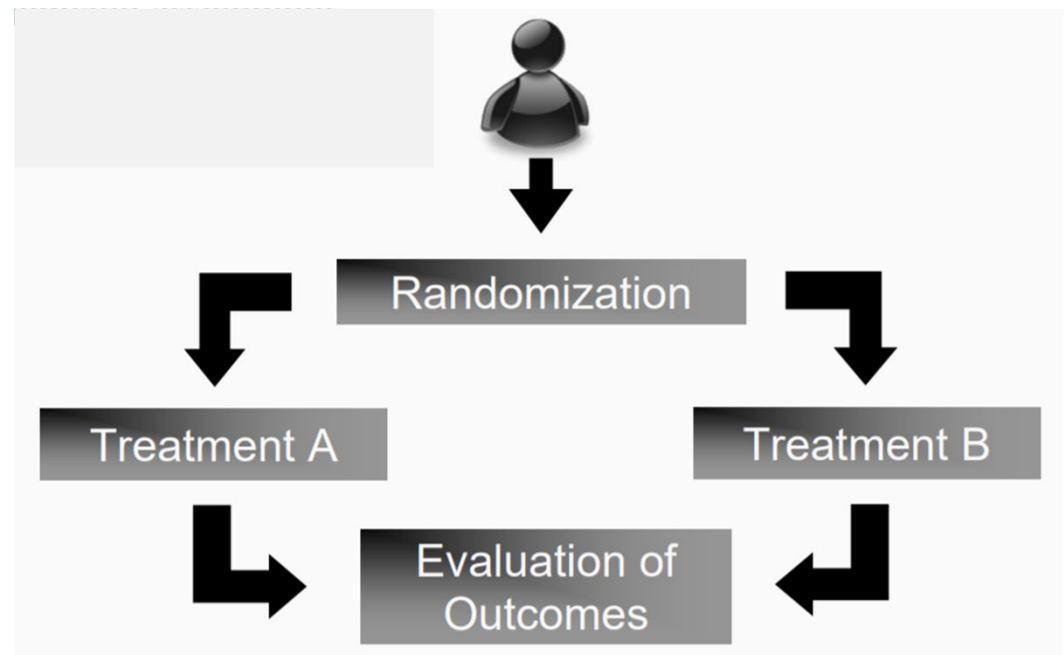 Randomization
Treatment A
Treatment B
Evaluation of
Outcomes